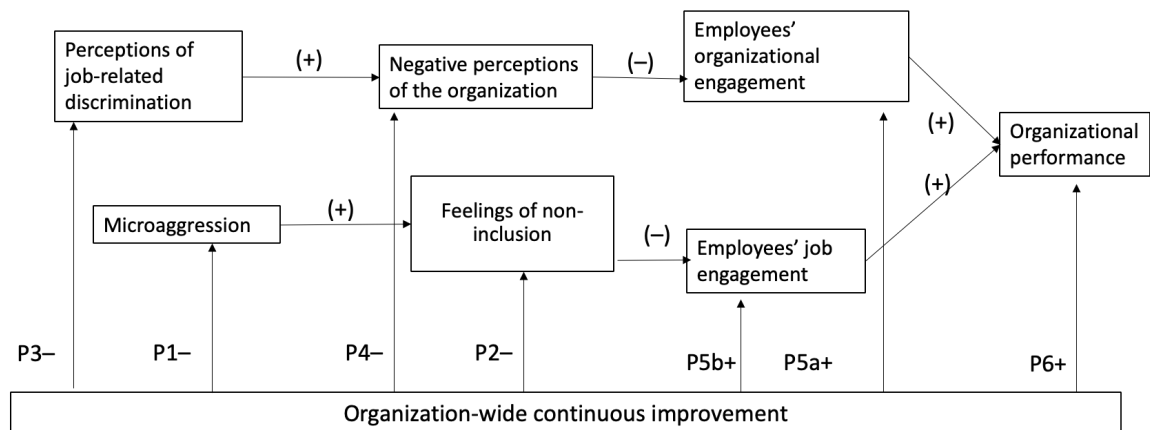 Perceptions of
job-related
discrimination
(+)
Negative perceptions
of the organization
(–)
Employees’
organizational
engagement
(+)
Organizational
performance
Microaggression
(+)
Feelings of non-
inclusion
(–)
Employees’ job
engagement
(+)
P3–
P1–
P4–
P2–
P5b+
P5a+
P6+
Organization-wide continuous improvement